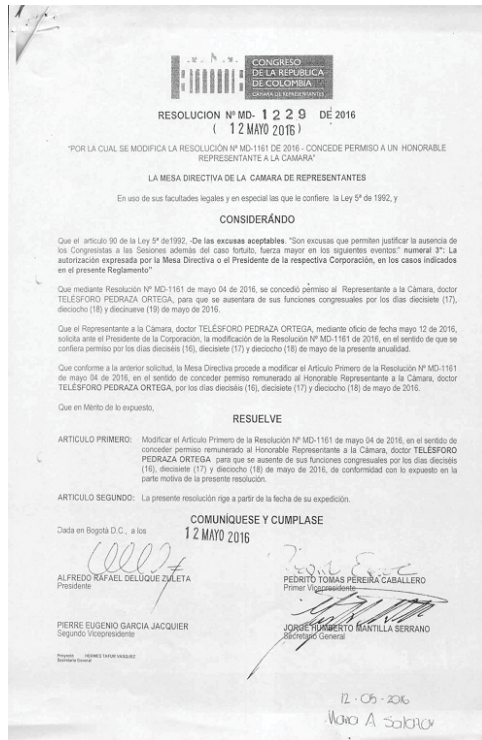 CONGRESO
DE LA REPÚBLICA
DE COLOMBIA
CÁMARA DE REPRESENTANTES
RESOLUCION Nº MD- 1229 DE 2016
( 12 MAYO 2016 )
"POR LA CUAL SE MODIFICA LA RESOLUCIÓN Nº MD-1161 DE 2016 - CONCEDE PERMISO A UN HONORABLE
REPRESENTANTE A LA CAMARA"
LA MESA DIRECTIVA DE LA CAMARA DE REPRESENTANTES
En uso de sus facultades legales y en especial las que le confiere la Ley 5ª de 1992, y
CONSIDERÁNDO
Que el artículo 90 de la Ley 5ª de1992, -De las excusas aceptables. "Son excusas que permiten justificar la ausencia de
los Congresistas a las Sesiones además del caso fortuito, fuerza mayor en los siguientes eventos:" numeral 3º: La
autorización expresada por la Mesa Directiva o el Presidente de la respectiva Corporación, en los casos indicados
en el presente Reglamento"
Que mediante Resolución Nº MD-1161 de mayo 04 de 2016, se concedió permiso al Representante a la Cámara, doctor
TELÉSFORO PEDRAZA ORTEGA, para que se ausentara de sus funciones congresuales por los días diecisiete (17),
dieciocho (18) y diecinueve (19) de mayo de 2016.
Que el Representante a la Cámara, doctor TELÉSFORO PEDRAZA ORTEGA, mediante oficio de fecha mayo 12 de 2016,
solicita ante el Presidente de la Corporación, la modificación de la Resolución Nº MD-1161 de 2016, en el sentido de que se
confiera permiso por los días dieciséis (16), diecisiete (17) y dieciocho (18) de mayo de la presente anualidad.
Que conforme a la anterior solicitud, la Mesa Directiva procede a modificar el Artículo Primero de la Resolución Nº MD-1161
de mayo 04 de 2016, en el sentido de conceder permiso remunerado al Honorable Representante a la Cámara, doctor
TELÉSFORO PEDRAZA ORTEGA, por los días dieciséis (16), diecisiete (17) y dieciocho (18) de mayo de 2016.
Que en Mérito de lo expuesto,
RESUELVE
ARTICULO PRIMERO: Modificar el Artículo Primero de la Resolución Nº MD-1161 de mayo 04 de 2016, en el sentido de
conceder permiso remunerado al Honorable Representante a la Cámara, doctor TELÉSFORO
PEDRAZA ORTEGA para que se ausente de sus funciones congresuales por los días dieciséis
(16), diecisiete (17) y dieciocho (18) de mayo de 2016, de conformidad con lo expuesto en la
parte motiva de la presente resolución.
ARTICULO SEGUNDO: La presente resolución rige a partir de la fecha de su expedición.
COMUNÍQUESE Y CUMPLASE
Dada en Bogotá D.C., a los 12 MAYO 2016
ALFREDO RAFAEL DELUQUE ZULETA
Presidente
PEDRITO TOMAS PEREIRA CABALLERO
Primer Vicepresidente
PIERRE EUGENIO GARCIA JACQUIER
Segundo Vicepresidente
JORGE HUMBERTO MANTILLA SERRANO
Secretario General
Proyectó HERMES TAFUR VASQUEZ
Secretaria General
12-05-2016
Maria A Salazar